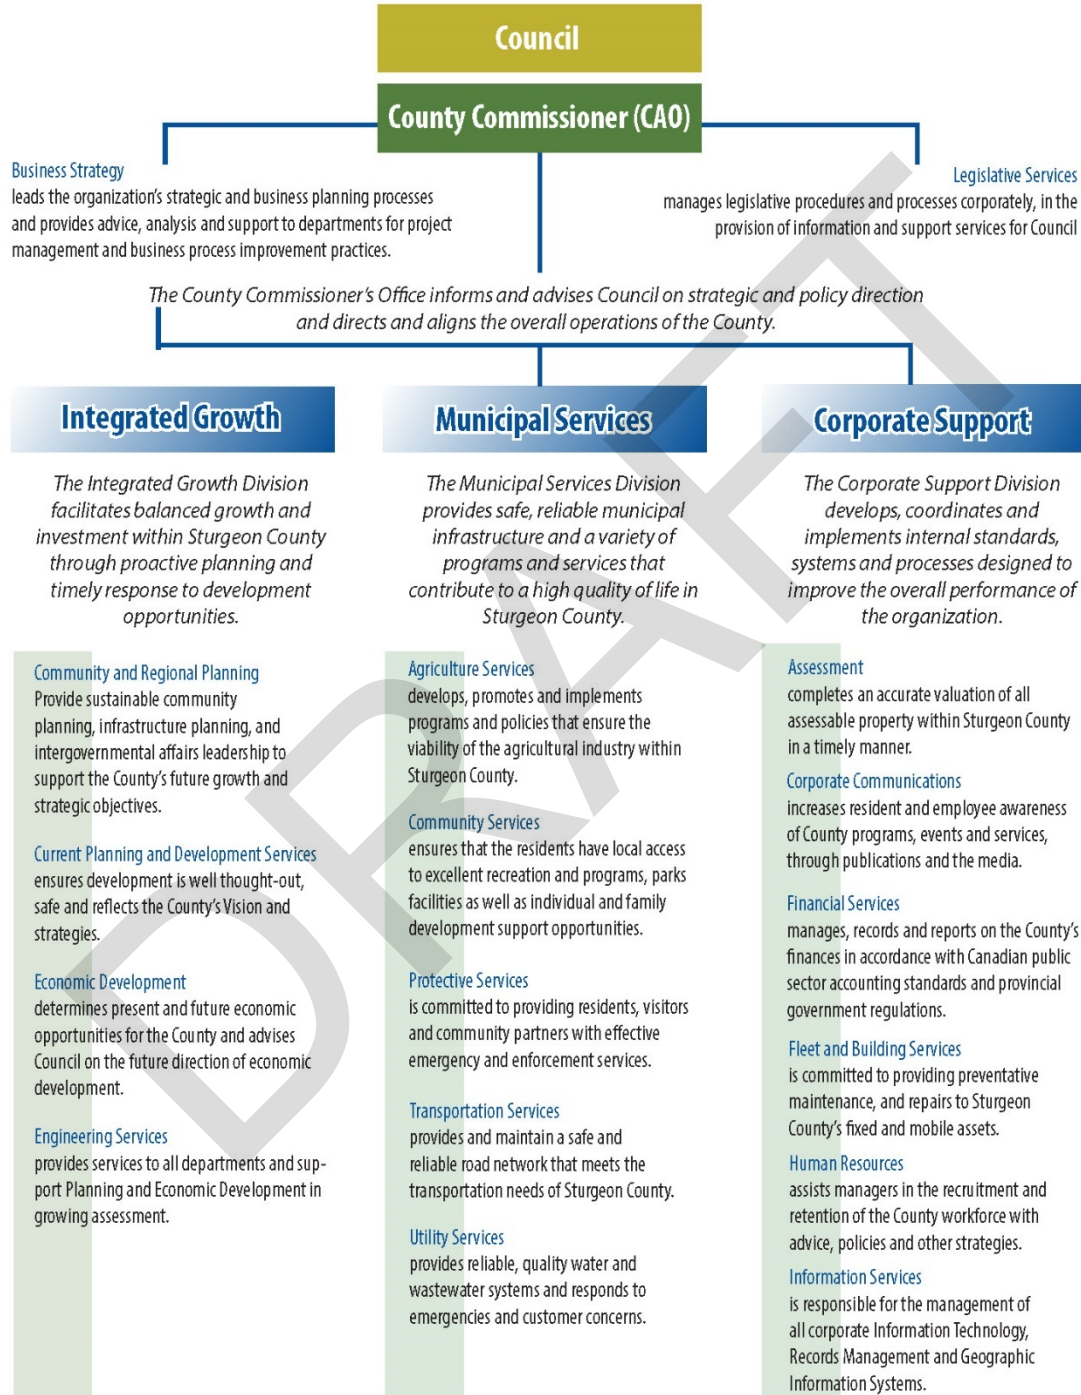 Council
County Commissioner (CAO)
Business Strategy
leads the organization's strategic and business planning processes
and provides advice, analysis and support to departments for project
management and business process improvement practices.
Legislative Services
manages legislative procedures and processes corporately, in the
provision of information and support services for Council
The County Commissioner's Office informs and advises Council on strategic and policy direction
and directs and aligns the overall operations of the County.
Integrated Growth
The Integrated Growth Division
facilitates balanced growth and
investment within Sturgeon County
through proactive planning and
timely response to development
opportunities.
Community and Regional Planning
Provide sustainable community
planning, infrastructure planning, and
intergovernmental affairs leadership to
support the County's future growth and
strategic objectives.
Current Planning and Development Services
ensures development is well thought-out,
safe and reflects the County's Vision and
strategies.
Economic Development
determines present and future economic
opportunities for the County and advises
Council on the future direction of economic
development.
Engineering Services
provides services to all departments and sup-
port Planning and Economic Development in
growing assessment.
Municipal Services
The Municipal Services Division
provides safe, reliable municipal
infrastructure and a variety of
programs and services that
contribute to a high quality of life in
Sturgeon County.
Agriculture Services
develops, promotes and implements
programs and policies that ensure the
viability of the agricultural industry within
Sturgeon County.
Community Services
ensures that the residents have local access
to excellent recreation and programs, parks
facilities as well as individual and family
development support opportunities.
Protective Services
is committed to providing residents, visitors
and community partners with effective
emergency and enforcement services.
Transportation Services
provides and maintain a safe and
reliable road network that meets the
transportation needs of Sturgeon County.
Utility Services
provides reliable, quality water and
wastewater systems and responds to
emergencies and customer concerns.
Corporate Support
The Corporate Support Division
develops, coordinates and
implements internal standards,
systems and processes designed to
improve the overall performance of
the organization.
Assessment
completes an accurate valuation of all
assessable property within Sturgeon County
in a timely manner.
Corporate Communications
increases resident and employee awareness
of County programs, events and services,
through publications and the media.
Financial Services
manages, records and reports on the County's
finances in accordance with Canadian public
sector accounting standards and provincial
government regulations.
Fleet and Building Services
is committed to providing preventative
maintenance, and repairs to Sturgeon
County's fixed and mobile assets.
Human Resources
assists managers in the recruitment and
retention of the County workforce with
advice, policies and other strategies.
Information Services
is responsible for the management of
all corporate Information Technology,
Records Management and Geographic
Information Systems.
DRAFT